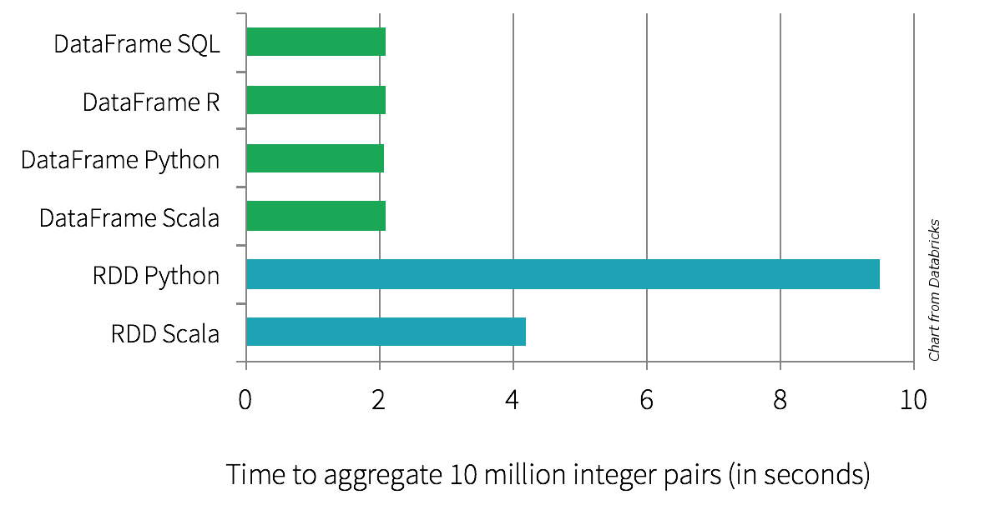 DataFrame SQL
DataFrame R
DataFrame Python
DataFrame Scala
RDD Python
RDD Scala
0 2 4 6 8 10
Time to aggregate 10 million integer pairs (in seconds)
Chart from Databricks